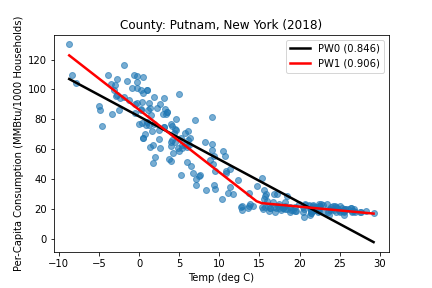 County: Putnam, New York (2018)
PW0 (0.846)
PW1 (0.906)
Per-Capita Consumption (MMBtu/1000 Households)
120
100
80
60
40
20
0
−10 −5 0 5 10 15 20 25 30
Temp (deg C)